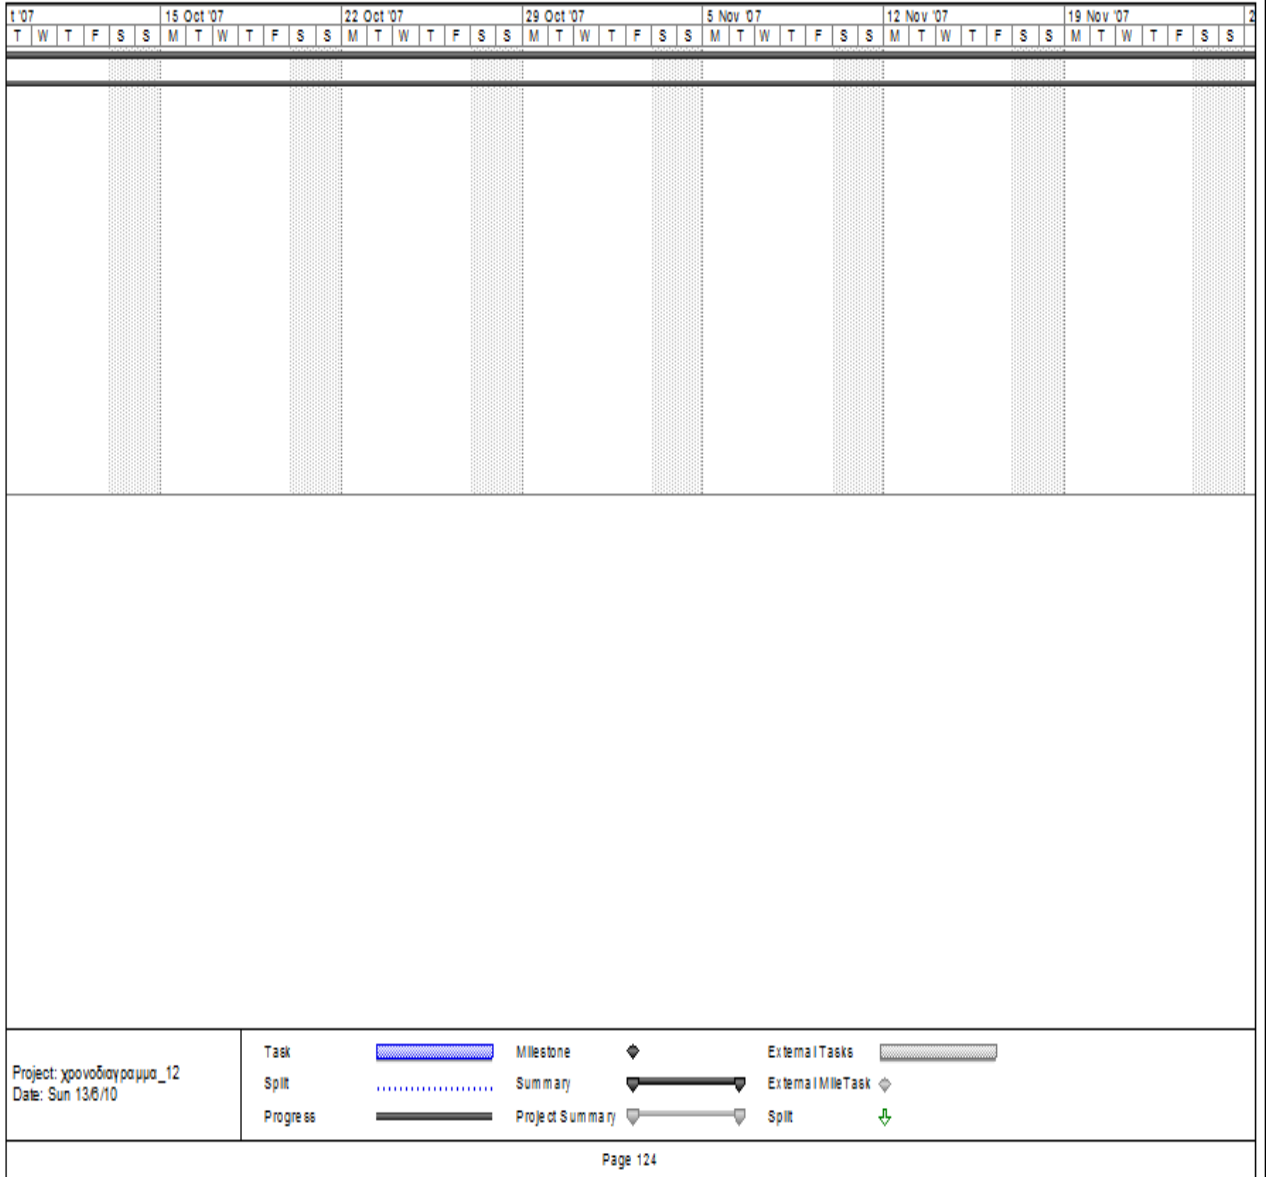 t '07 15 Oct '07 22 Oct '07 29 Oct '07 5 Nov '07 12 Nov '07 19 Nov '07 2
T W T F S S M T W T F S S M T W T F S S M T W T F S S M T W T F S S M T W T F S S M T W T F S S
Project: χρονοδιαγραμμα_12
Date: Sun 13/6/10
Task Milestone External Tasks
Split Summary External MileTask
Progress Project Summary Split
Page 124